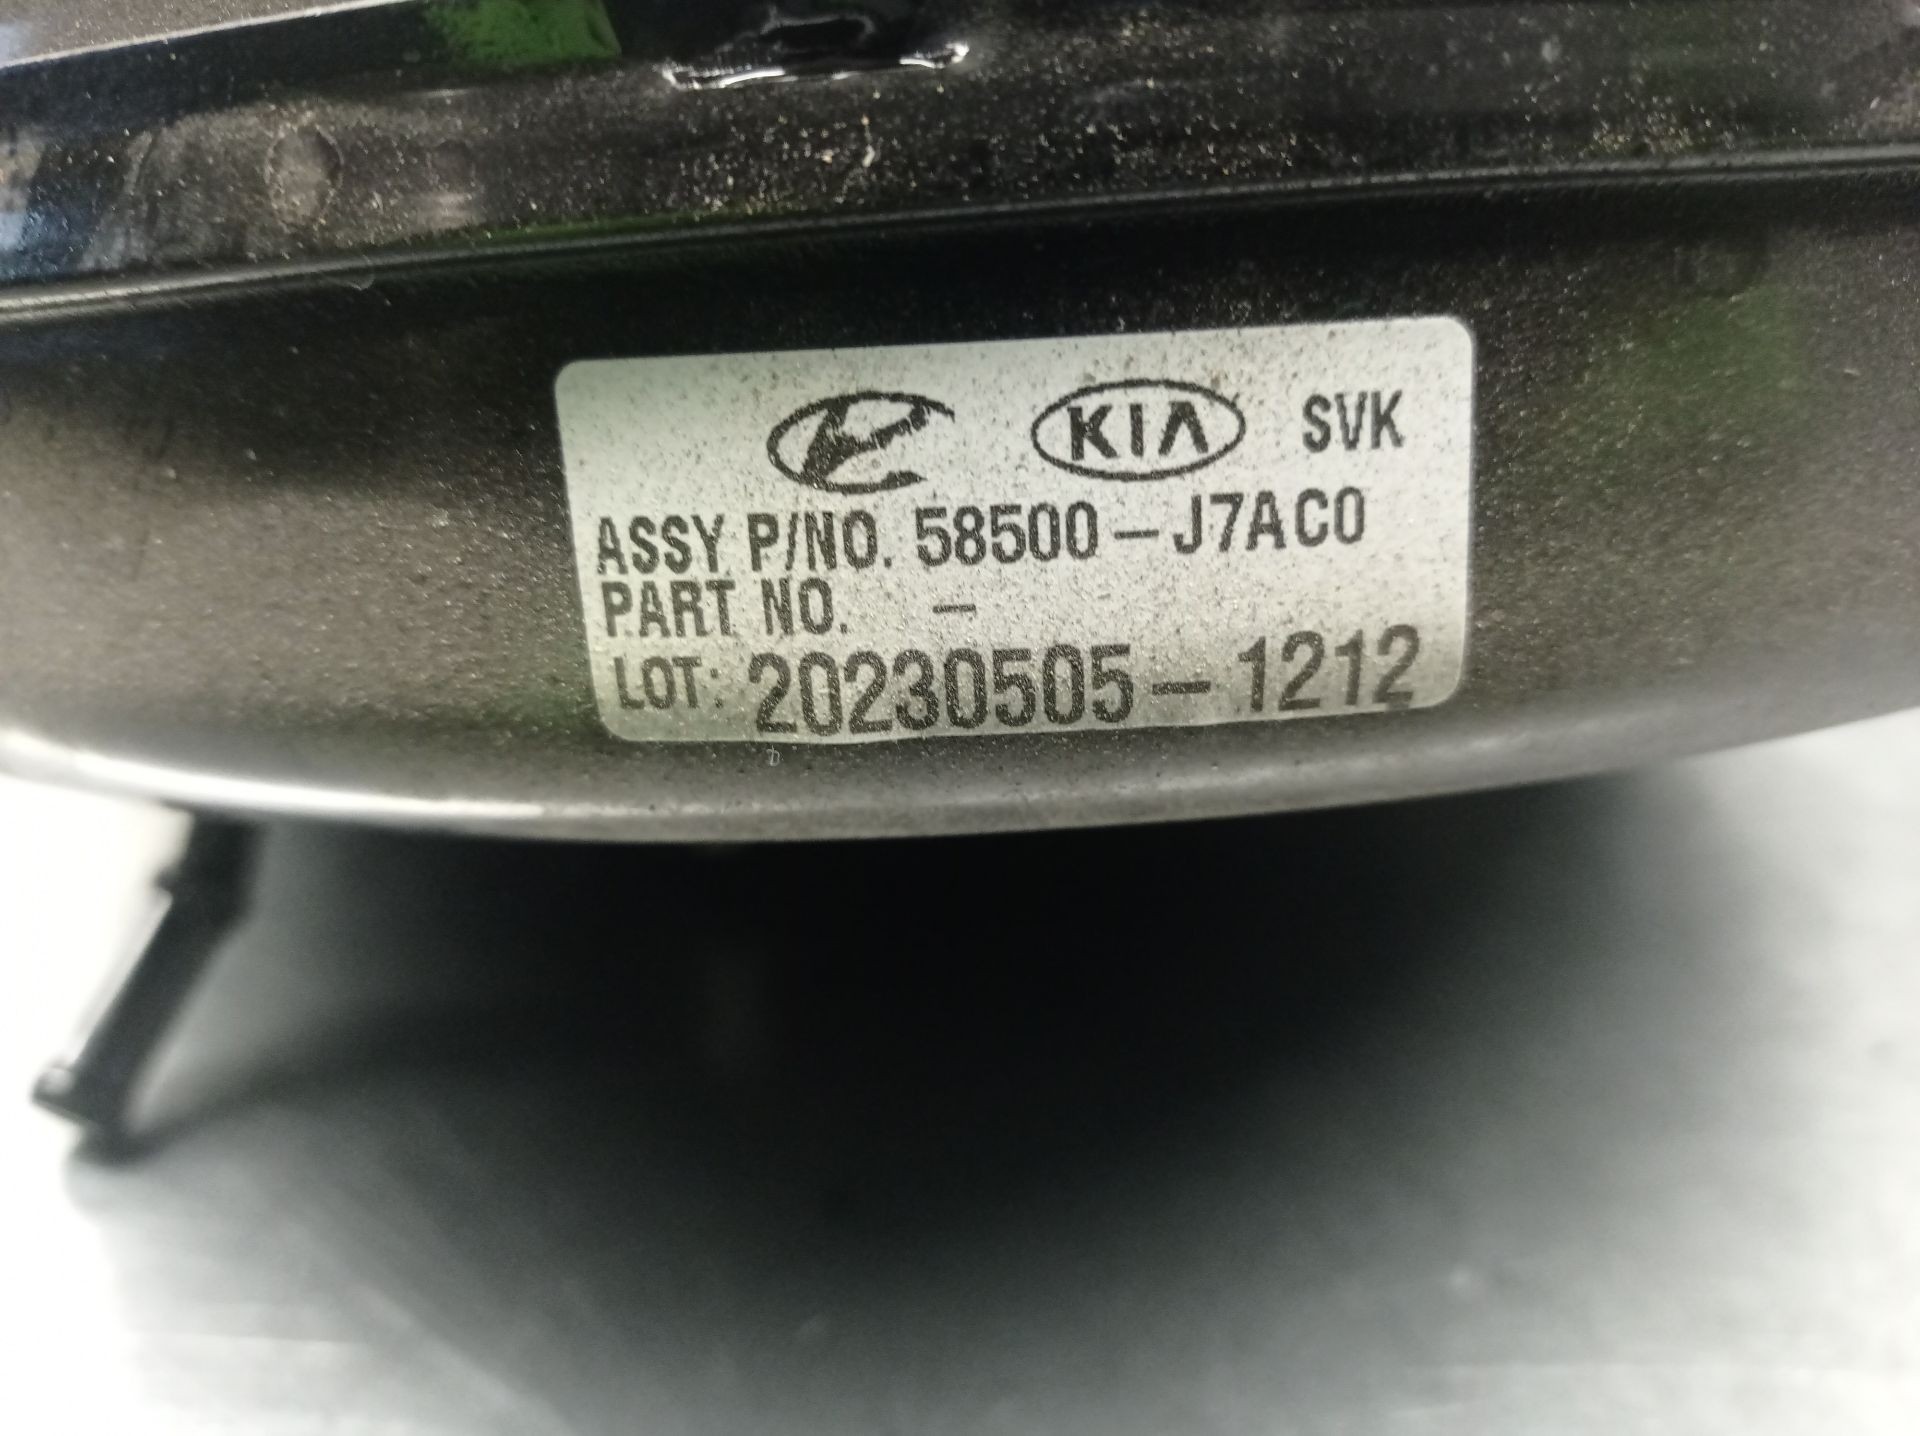 KIA SVK
ASSY P/NO. 58500-J7AC0
PART NO. -
LOT: 20230505-1212